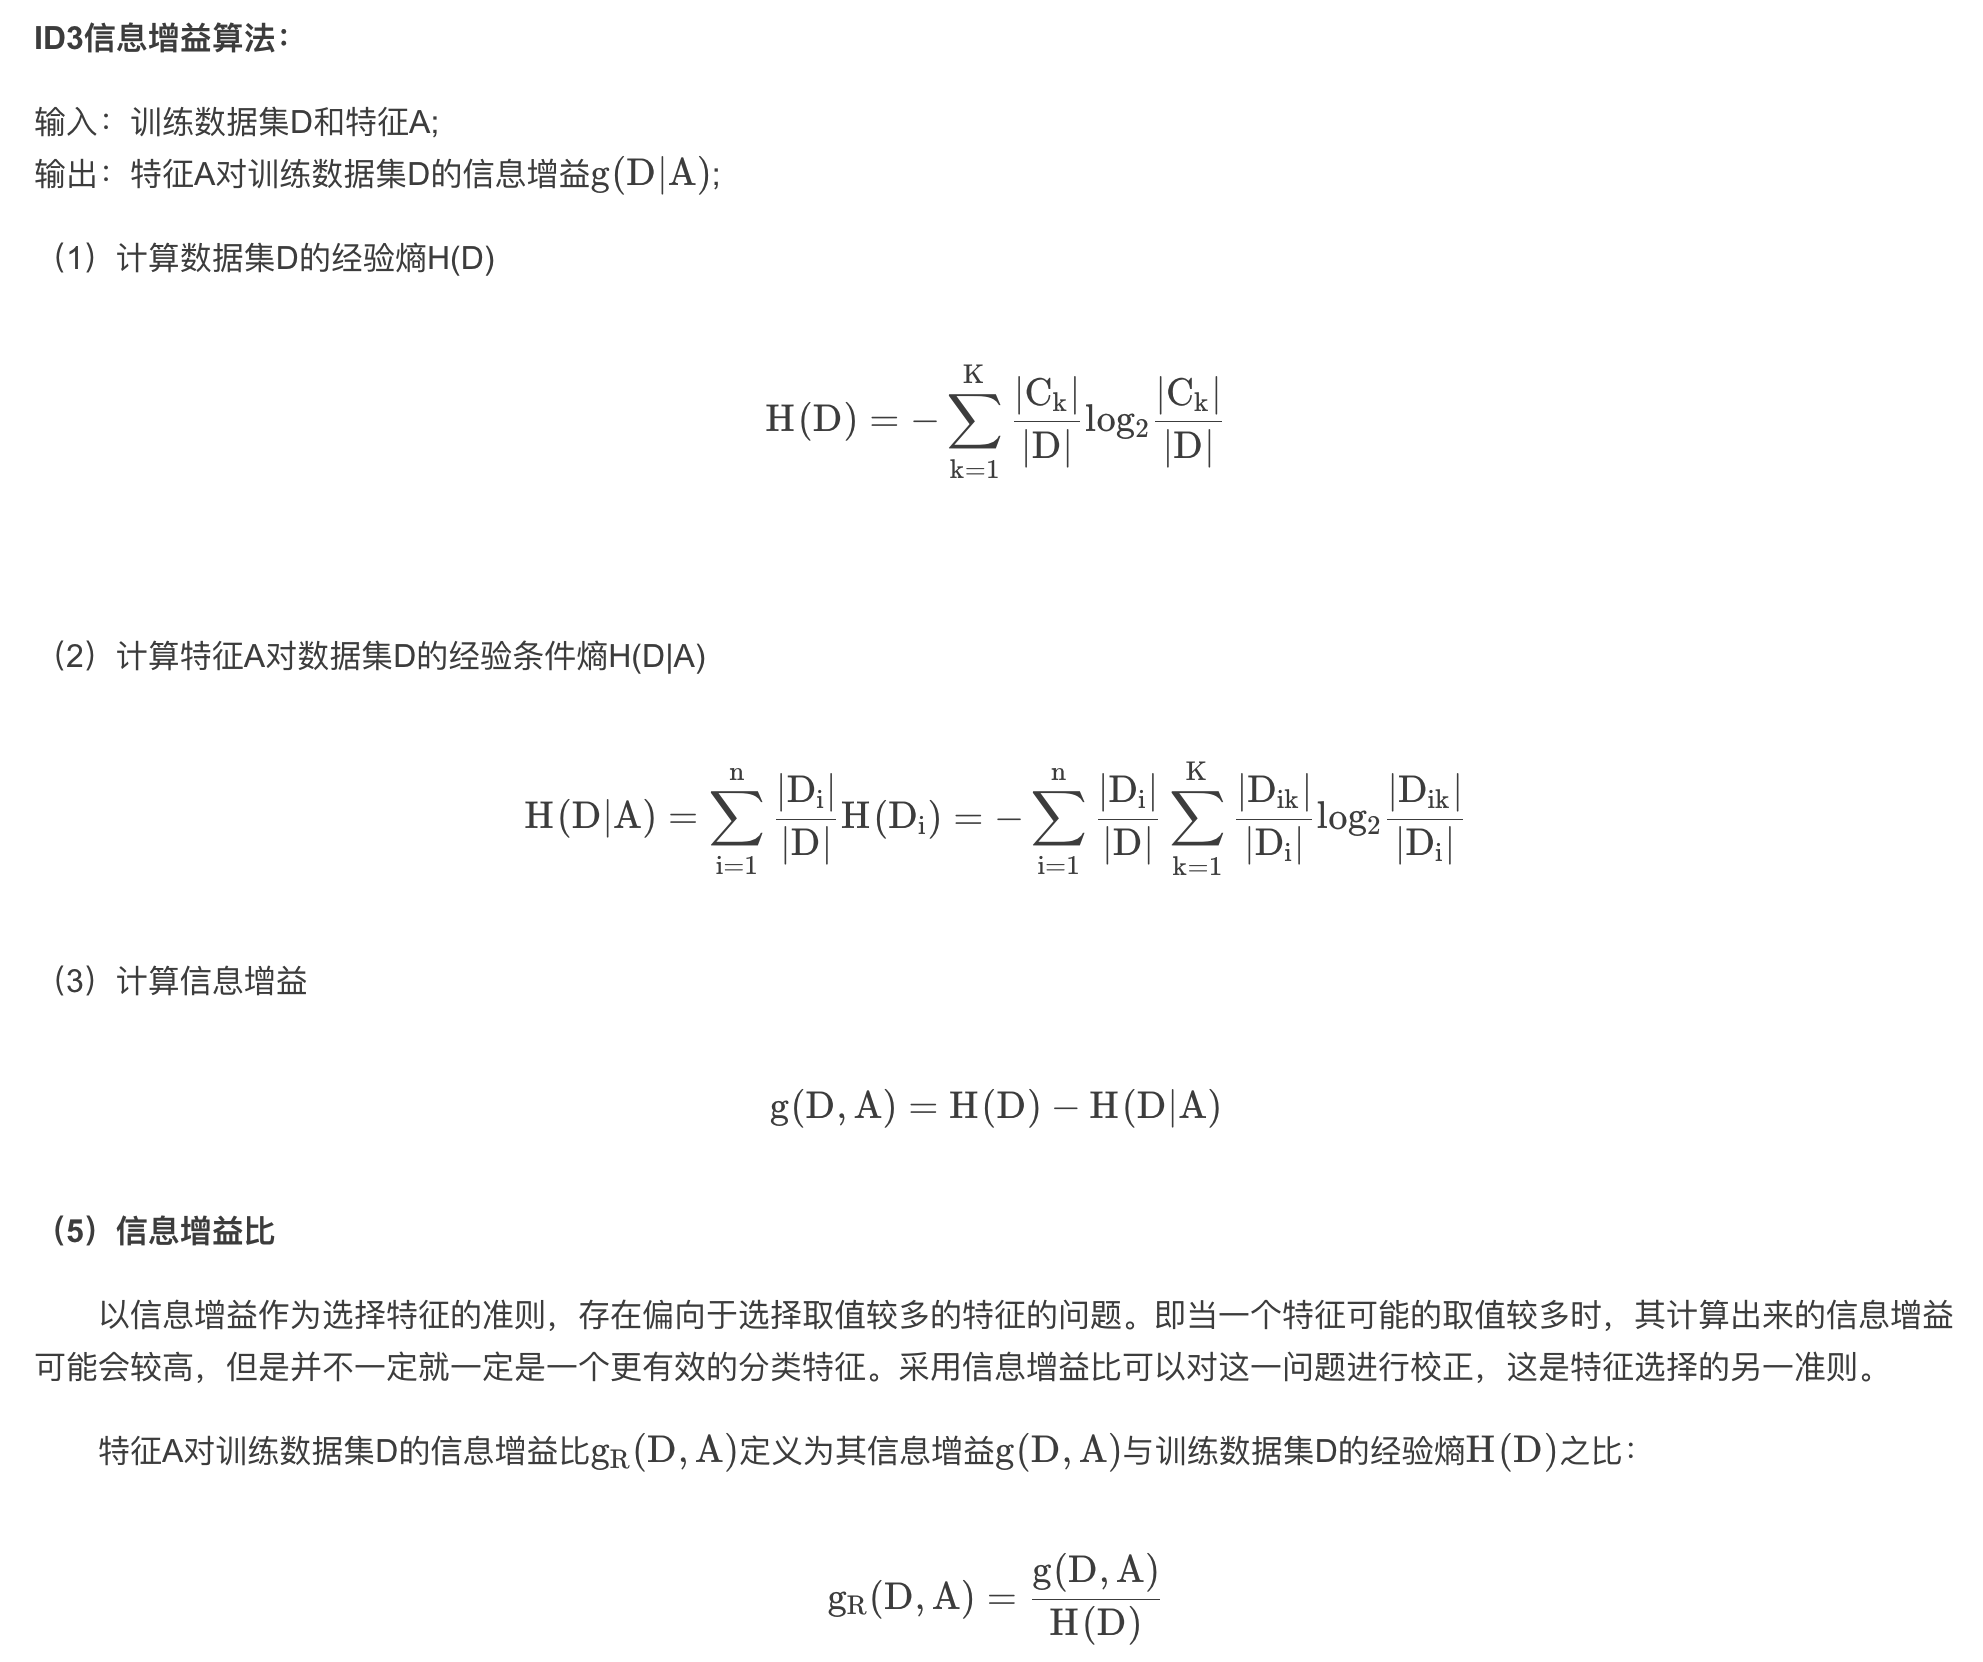 ID3信息增益算法：
输入：训练数据集D和特征A;
输出：特征A对训练数据集D的信息增益g(D|A);
（1）计算数据集D的经验熵H(D)
H(D) = −∑_{k=1}^{K} \frac{|C_k|}{|D|} log_2 \frac{|C_k|}{|D|}
（2）计算特征A对数据集D的经验条件熵H(D|A)
H(D|A) = ∑_{i=1}^{n} \frac{|D_i|}{|D|} H(D_i) = −∑_{i=1}^{n} \frac{|D_i|}{|D|} ∑_{k=1}^{K} \frac{|D_{ik}|}{|D_i|} log_2 \frac{|D_{ik}|}{|D_i|}
（3）计算信息增益
g(D, A) = H(D) − H(D|A)
（5）信息增益比
以信息增益作为选择特征的准则，存在偏向于选择取值较多的特征的问题。即当一个特征可能的取值较多时，其计算出来的信息增益
可能会较高，但是并不一定就一定是一个更有效的分类特征。采用信息增益比可以对这一问题进行校正，这是特征选择的另一准则。
特征A对训练数据集D的信息增益比g_R(D, A)定义为其信息增益g(D, A)与训练数据集D的经验熵H(D)之比：
g_R(D, A) = \frac{g(D, A)}{H(D)}